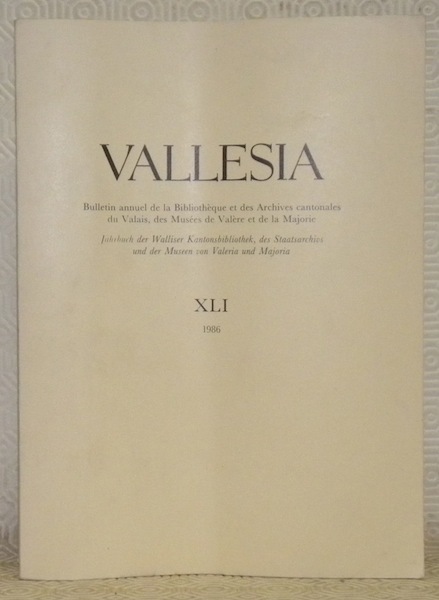 VALLESIA
Bulletin annuel de la Bibliothèque et des Archives cantonales
du Valais, des Musées de Valère et de la Majorie
Jahrbuch der Walliser Kantonsbibliothek, des Staatsarchivs
und der Museen von Valeria und Majoria
XLI
1986